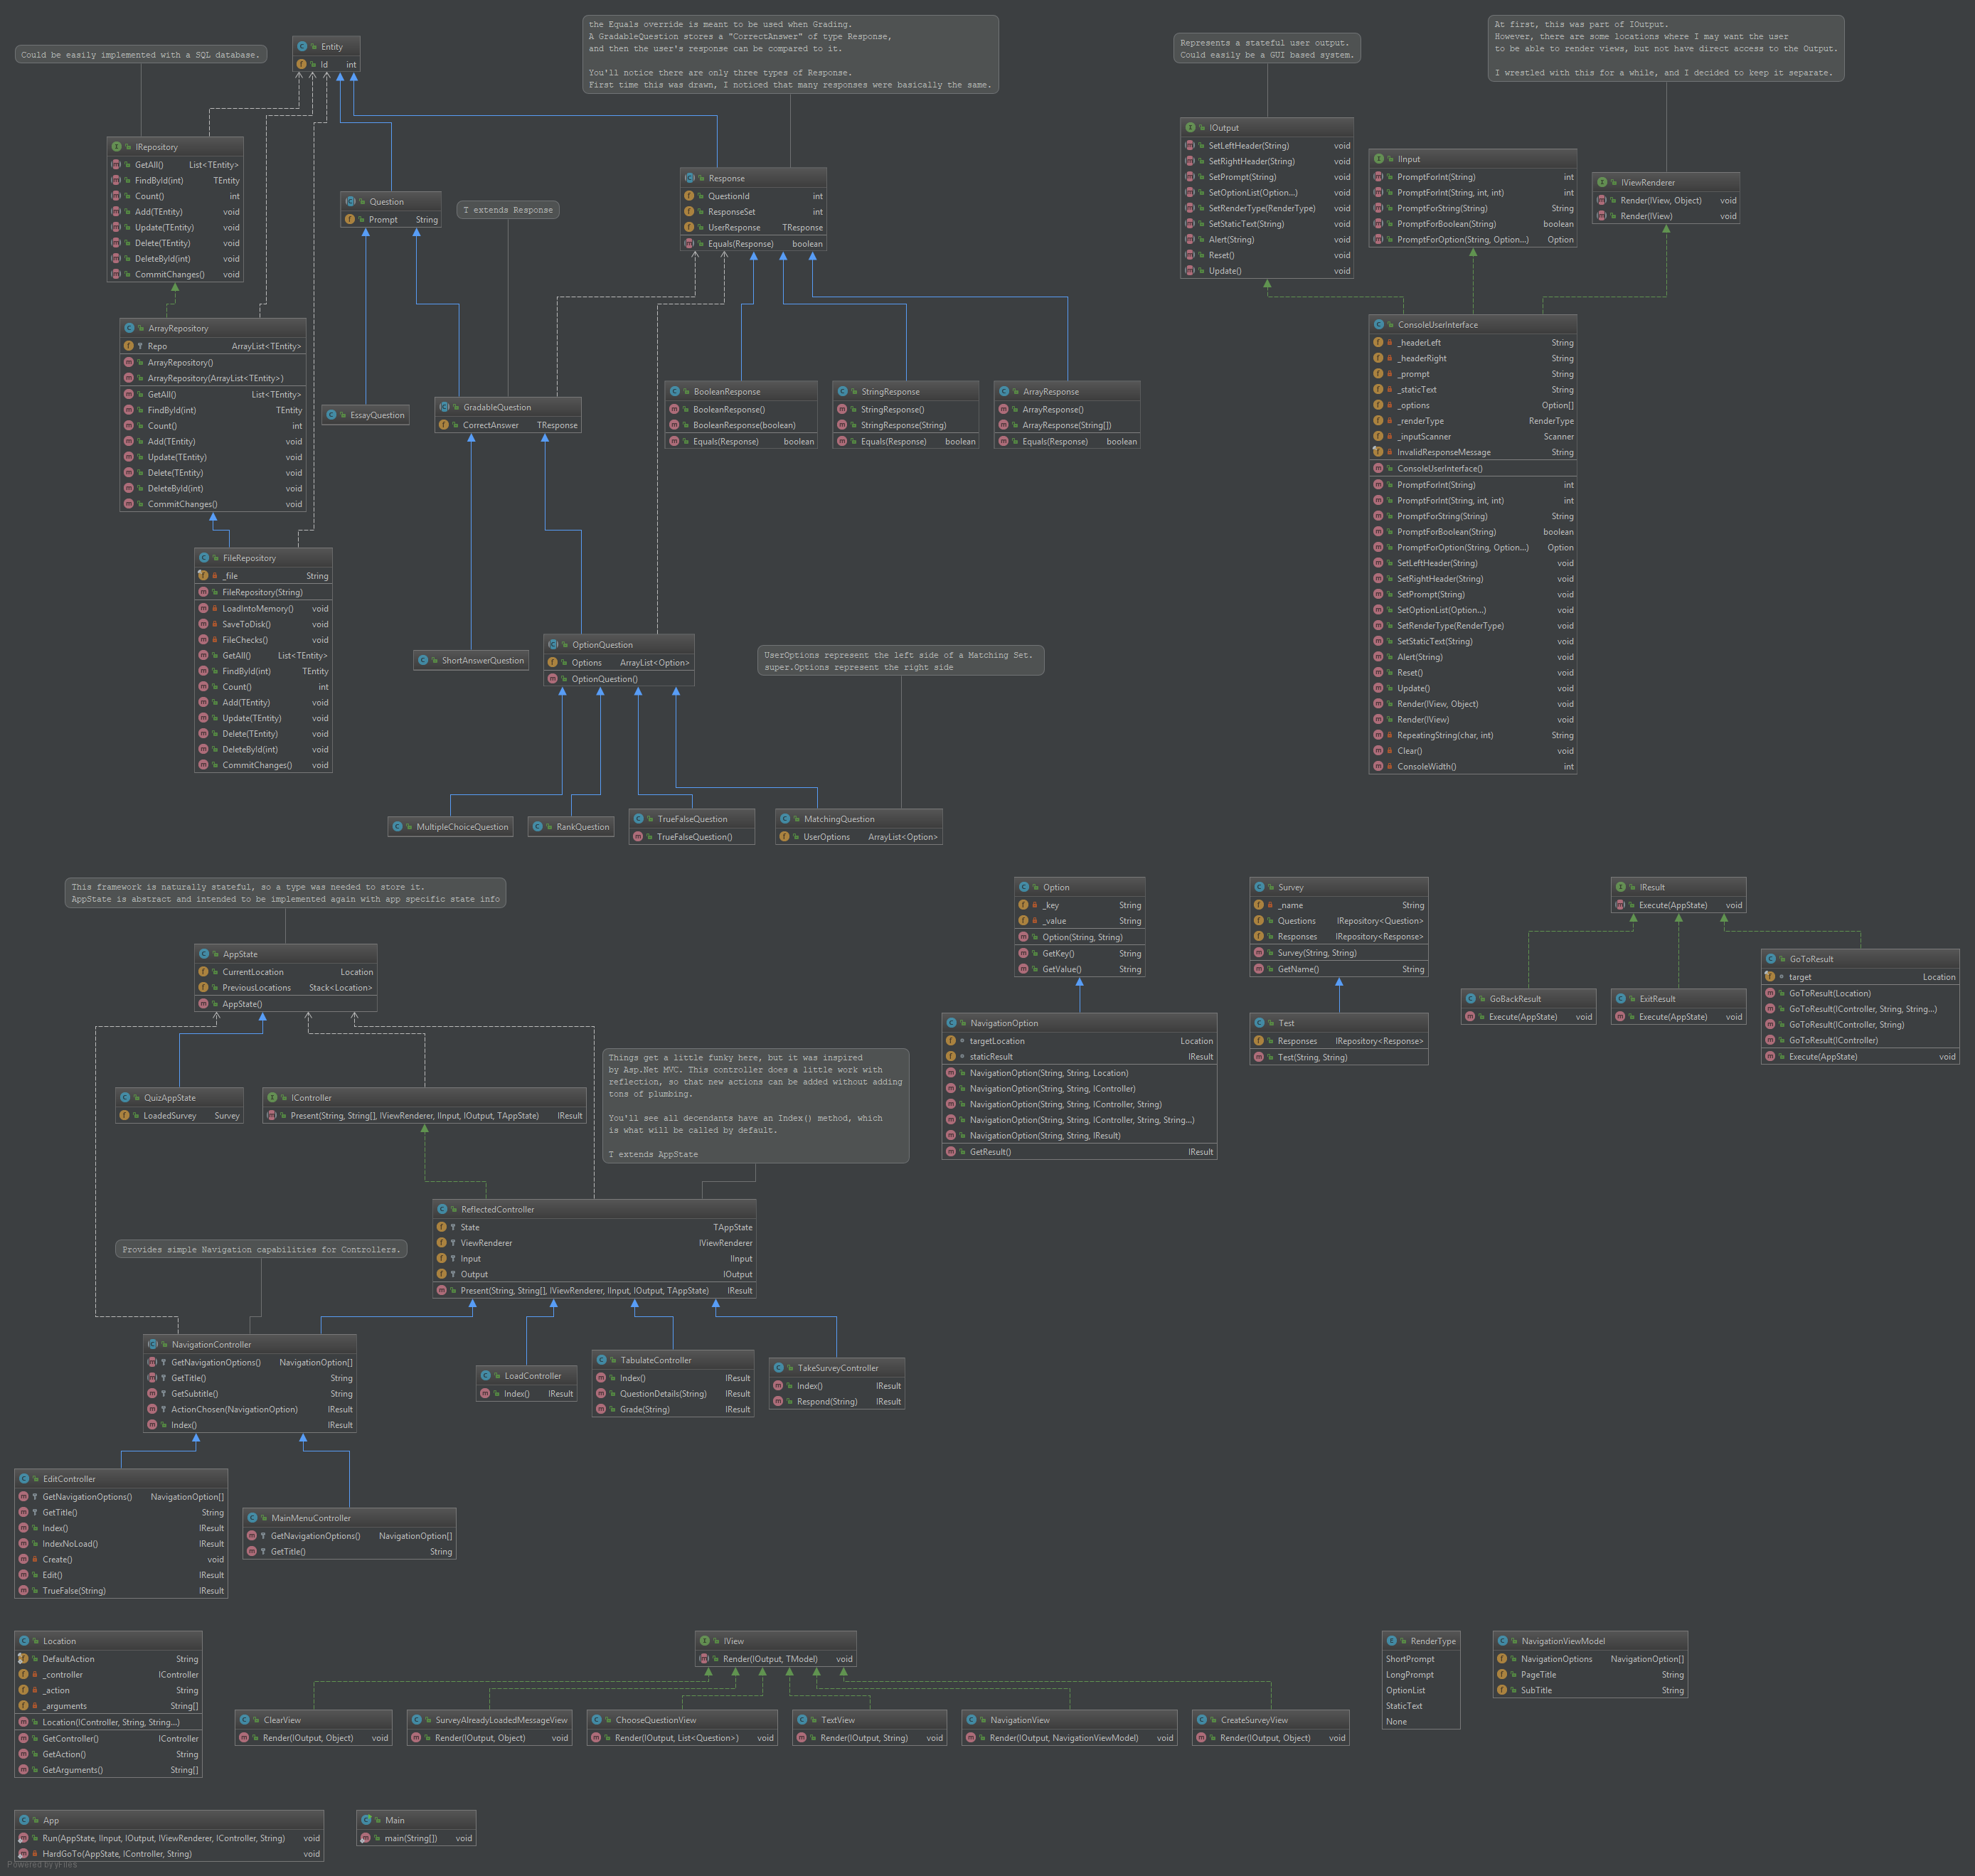 Could be easily implemented with a SQL database.
Entity
Id int
the Equals override is meant to be used when Grading.
A GradableQuestion stores a "CorrectAnswer" of type Response,
and then the user's response can be compared to it.
You'll notice there are only three types of Response.
First time this was drawn, I noticed that many responses were basically the same.
Represents a stateful user output.
Could easily be a GUI based system.
At first, this was part of IOutput.
However, there are some locations where I may want the user
to be able to render views, but not have direct access to the Output.
I wrestled with this for a while, and I decided to keep it separate.
IRepository
GetAll() List<TEntity>
FindById(int) TEntity
Count() int
Add(TEntity) void
Update(TEntity) void
Delete(TEntity) void
DeleteById(int) void
CommitChanges() void
Question
Prompt String
T extends Response
Response
QuestionId int
ResponseSet int
UserResponse TResponse
Equals(Response) boolean
IOutput
SetLeftHeader(String) void
SetRightHeader(String) void
SetPrompt(String) void
SetOptionList(Option...) void
SetRenderType(RenderType) void
SetStaticText(String) void
Alert(String) void
Reset() void
Update() void
IInput
PromptForInt(String) int
PromptForInt(String, int, int) int
PromptForString(String) String
PromptForBoolean(String) boolean
PromptForOption(String, Option...) Option
IViewRenderer
Render(IView, Object) void
Render(IView) void
ArrayRepository
Repo ArrayList<TEntity>
ArrayRepository()
ArrayRepository(ArrayList<TEntity>)
GetAll() List<TEntity>
FindById(int) TEntity
Count() int
Add(TEntity) void
Update(TEntity) void
Delete(TEntity) void
DeleteById(int) void
CommitChanges() void
EssayQuestion
GradableQuestion
CorrectAnswer TResponse
BooleanResponse
BooleanResponse()
BooleanResponse(boolean)
Equals(Response) boolean
StringResponse
StringResponse()
StringResponse(String)
Equals(Response) boolean
ArrayResponse
ArrayResponse()
ArrayResponse(String[])
Equals(Response) boolean
ConsoleUserInterface
_headerLeft String
_headerRight String
_prompt String
_staticText String
_options Option[]
_renderType RenderType
_inputScanner Scanner
InvalidResponseMessage String
ConsoleUserInterface()
PromptForInt(String) int
PromptForInt(String, int, int) int
PromptForString(String) String
PromptForBoolean(String) boolean
PromptForOption(String, Option...) Option
SetLeftHeader(String) void
SetRightHeader(String) void
SetPrompt(String) void
SetOptionList(Option...) void
SetRenderType(RenderType) void
SetStaticText(String) void
Alert(String) void
Reset() void
Update() void
Render(IView, Object) void
Render(IView) void
RepeatingString(char, int) String
Clear() void
ConsoleWidth() int
FileRepository
_file String
FileRepository(String)
LoadIntoMemory() void
SaveToDisk() void
FileChecks() void
GetAll() List<TEntity>
FindById(int) TEntity
Count() int
Add(TEntity) void
Update(TEntity) void
Delete(TEntity) void
DeleteById(int) void
CommitChanges() void
ShortAnswerQuestion
OptionQuestion
Options ArrayList<Option>
OptionQuestion()
UserOptions represent the left side of a Matching Set.
super.Options represent the right side
MultipleChoiceQuestion
RankQuestion
TrueFalseQuestion
TrueFalseQuestion()
MatchingQuestion
UserOptions ArrayList<Option>
This framework is naturally stateful, so a type was needed to store it.
AppState is abstract and intended to be implemented again with app specific state info
AppState
CurrentLocation Location
PreviousLocations Stack<Location>
AppState()
Option
_key String
_value String
Option(String, String)
GetKey() String
GetValue() String
Survey
_name String
Questions IRepository<Question>
Responses IRepository<Response>
Survey(String, String)
GetName() String
IResult
Execute(AppState) void
GoToResult
target Location
GoToResult(Location)
GoToResult(IController, String, String...)
GoToResult(IController, String)
GoToResult(IController)
Execute(AppState) void
GoBackResult
Execute(AppState) void
ExitResult
Execute(AppState) void
NavigationOption
targetLocation Location
staticResult IResult
NavigationOption(String, String, Location)
NavigationOption(String, String, IController)
NavigationOption(String, String, IController, String)
NavigationOption(String, String, IController, String, String...)
NavigationOption(String, String, IResult)
GetResult() IResult
Test
Responses IRepository<Response>
Test(String, String)
QuizAppState
LoadedSurvey Survey
IController
Present(String, String[], IViewRenderer, IInput, IOutput, TAppState) IResult
Things get a little funky here, but it was inspired
by Asp.Net MVC. This controller does a little work with
reflection, so that new actions can be added without adding
tons of plumbing.
You'll see all decendants have an Index() method, which
is what will be called by default.
T extends AppState
ReflectedController
State TAppState
ViewRenderer IViewRenderer
Input IInput
Output IOutput
Present(String, String[], IViewRenderer, IInput, IOutput, TAppState) IResult
Provides simple Navigation capabilities for Controllers.
NavigationController
GetNavigationOptions() NavigationOption[]
GetTitle() String
GetSubtitle() String
ActionChosen(NavigationOption) IResult
Index() IResult
LoadController
Index() IResult
TabulateController
Index() IResult
QuestionDetails(String) IResult
Grade(String) IResult
TakeSurveyController
Index() IResult
Respond(String) IResult
EditController
GetNavigationOptions() NavigationOption[]
GetTitle() String
Index() IResult
IndexNoLoad() IResult
Create() void
Edit() IResult
TrueFalse(String) IResult
MainMenuController
GetNavigationOptions() NavigationOption[]
GetTitle() String
Location
DefaultAction String
_controller IController
_action String
_arguments String[]
Location(IController, String, String...)
GetController() IController
GetAction() String
GetArguments() String[]
IView
Render(IOutput, TModel) void
ClearView
Render(IOutput, Object) void
SurveyAlreadyLoadedMessageView
Render(IOutput, Object) void
ChooseQuestionView
Render(IOutput, List<Question>) void
TextView
Render(IOutput, String) void
NavigationView
Render(IOutput, NavigationViewModel) void
CreateSurveyView
Render(IOutput, Object) void
RenderType
ShortPrompt
LongPrompt
OptionList
StaticText
None
NavigationViewModel
NavigationOptions NavigationOption[]
PageTitle String
SubTitle String
App
Run(AppState, IInput, IOutput, IViewRenderer, IController, String) void
HardGoTo(AppState, IController, String) void
Main
main(String[]) void
Powered by yFiles